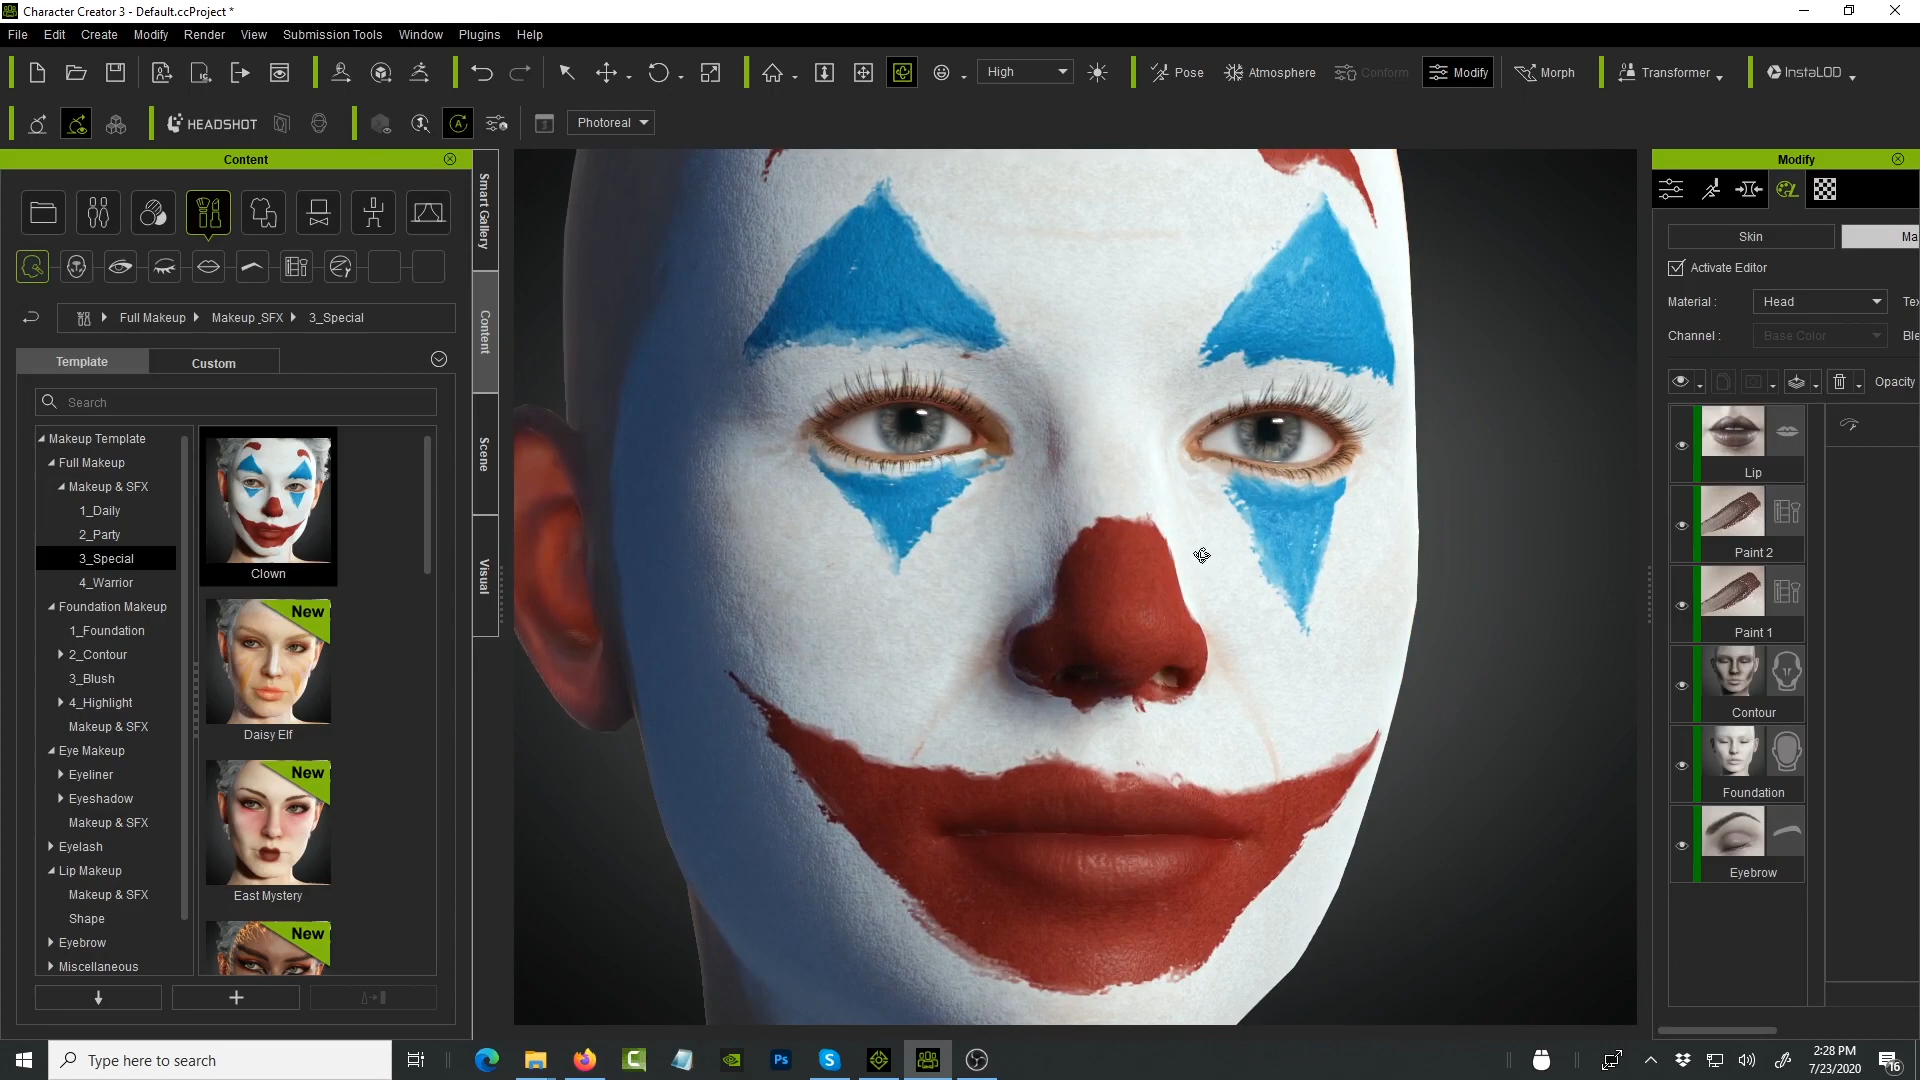 Character Creator 3 - Default.ccProject *
File Edit Create Modify Render View Submission Tools Window Plugins Help
High Pose Atmosphere Conform Modify Morph Transformer InstaLOD
HEADSHOT Photoreal
Content
Smart Gallery
Content
Scene
Visual
Full Makeup Makeup_SFX 3_Special
Template Custom
Search
Makeup Template
Full Makeup
Makeup & SFX
1_Daily
2_Party
3_Special
4_Warrior
Foundation Makeup
1_Foundation
2_Contour
3_Blush
4_Highlight
Makeup & SFX
Eye Makeup
Eyeliner
Eyeshadow
Makeup & SFX
Eyelash
Lip Makeup
Makeup & SFX
Shape
Eyebrow
Miscellaneous
Clown
New
Daisy Elf
New
East Mystery
New
Modify
Skin Ma
Activate Editor
Material : Head Tex
Channel : Base Color Ble
Opacity
Lip
Paint 2
Paint 1
Contour
Foundation
Eyebrow
Type here to search
Ps
2:28 PM
7/23/2020
16